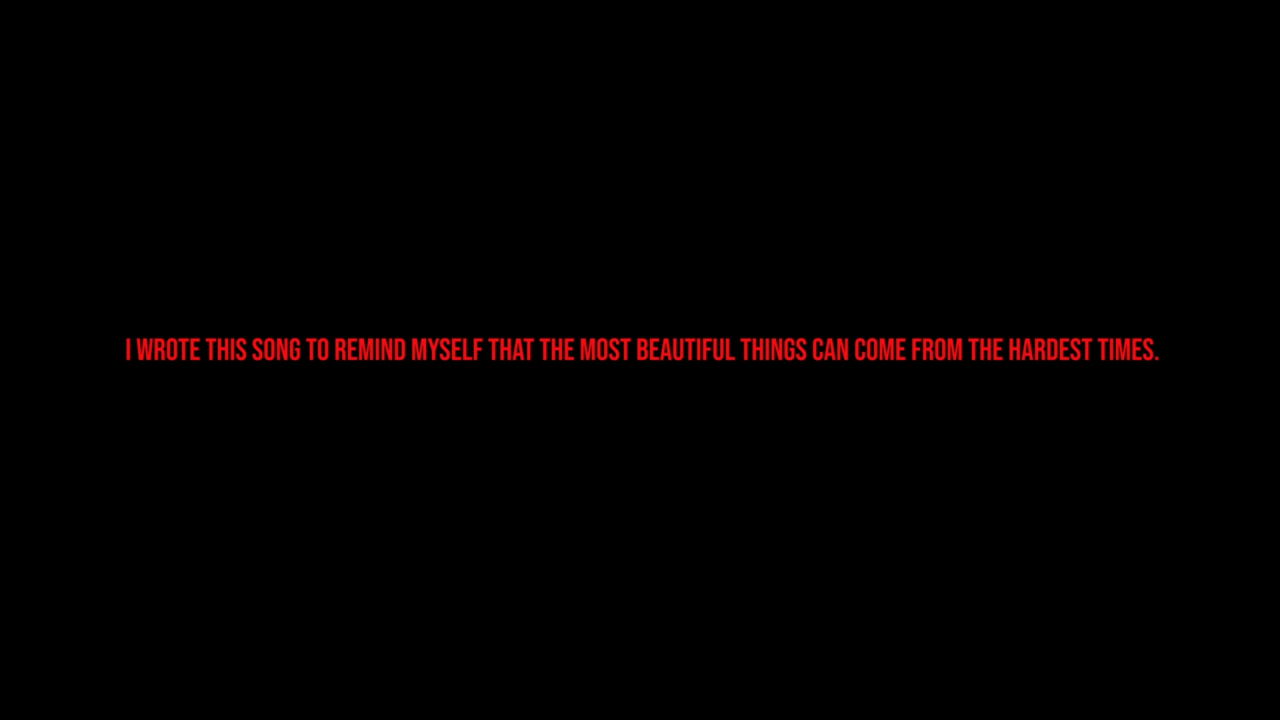 I WROTE THIS SONG TO REMIND MYSELF THAT THE MOST BEAUTIFUL THINGS CAN COME FROM THE HARDEST TIMES.